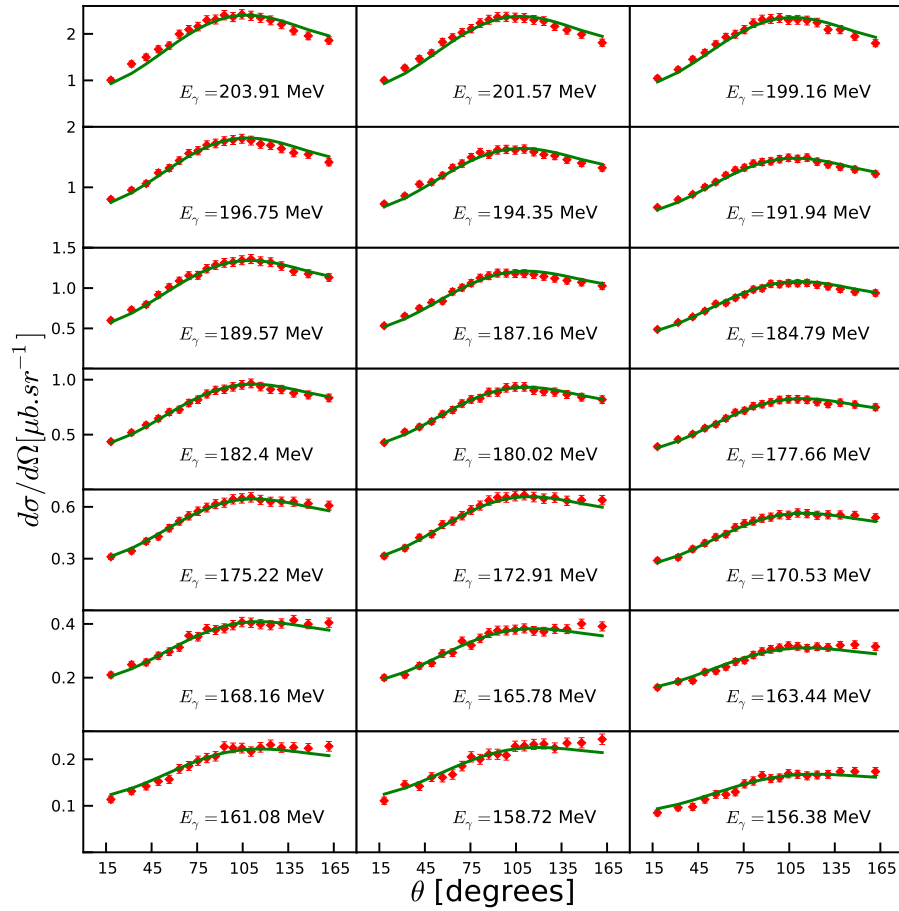 2
1
E_γ=203.91 MeV
E_γ=201.57 MeV
E_γ=199.16 MeV
2
1
E_γ=196.75 MeV
E_γ=194.35 MeV
E_γ=191.94 MeV
1.5
1.0
0.5
E_γ=189.57 MeV
E_γ=187.16 MeV
E_γ=184.79 MeV
dσ/dΩ[μb.sr⁻¹]
1.0
0.5
E_γ=182.4 MeV
E_γ=180.02 MeV
E_γ=177.66 MeV
0.6
0.3
E_γ=175.22 MeV
E_γ=172.91 MeV
E_γ=170.53 MeV
0.4
0.2
E_γ=168.16 MeV
E_γ=165.78 MeV
E_γ=163.44 MeV
0.2
0.1
E_γ=161.08 MeV
E_γ=158.72 MeV
E_γ=156.38 MeV
15 45 75 105 135 165 15 45 75 105 135 165 15 45 75 105 135 165
θ [degrees]